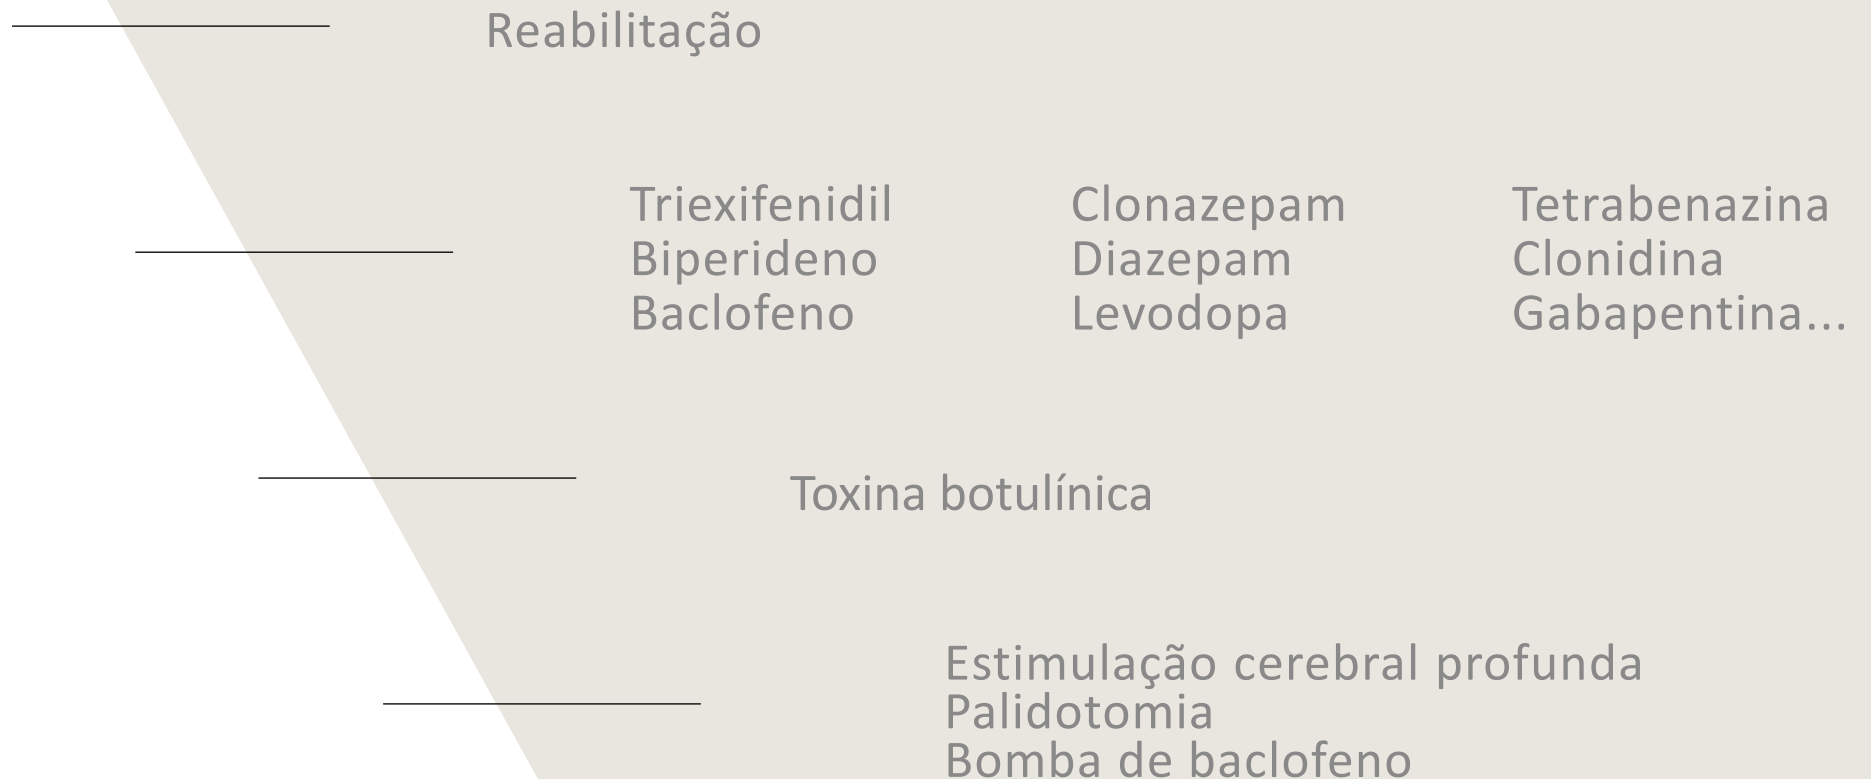 Reabilitação
Triexifenidil Clonazepam Tetrabenazina
Biperideno Diazepam Clonidina
Baclofeno Levodopa Gabapentina...
Toxina botulínica
Estimulação cerebral profunda
Palidotomia
Bomba de baclofeno